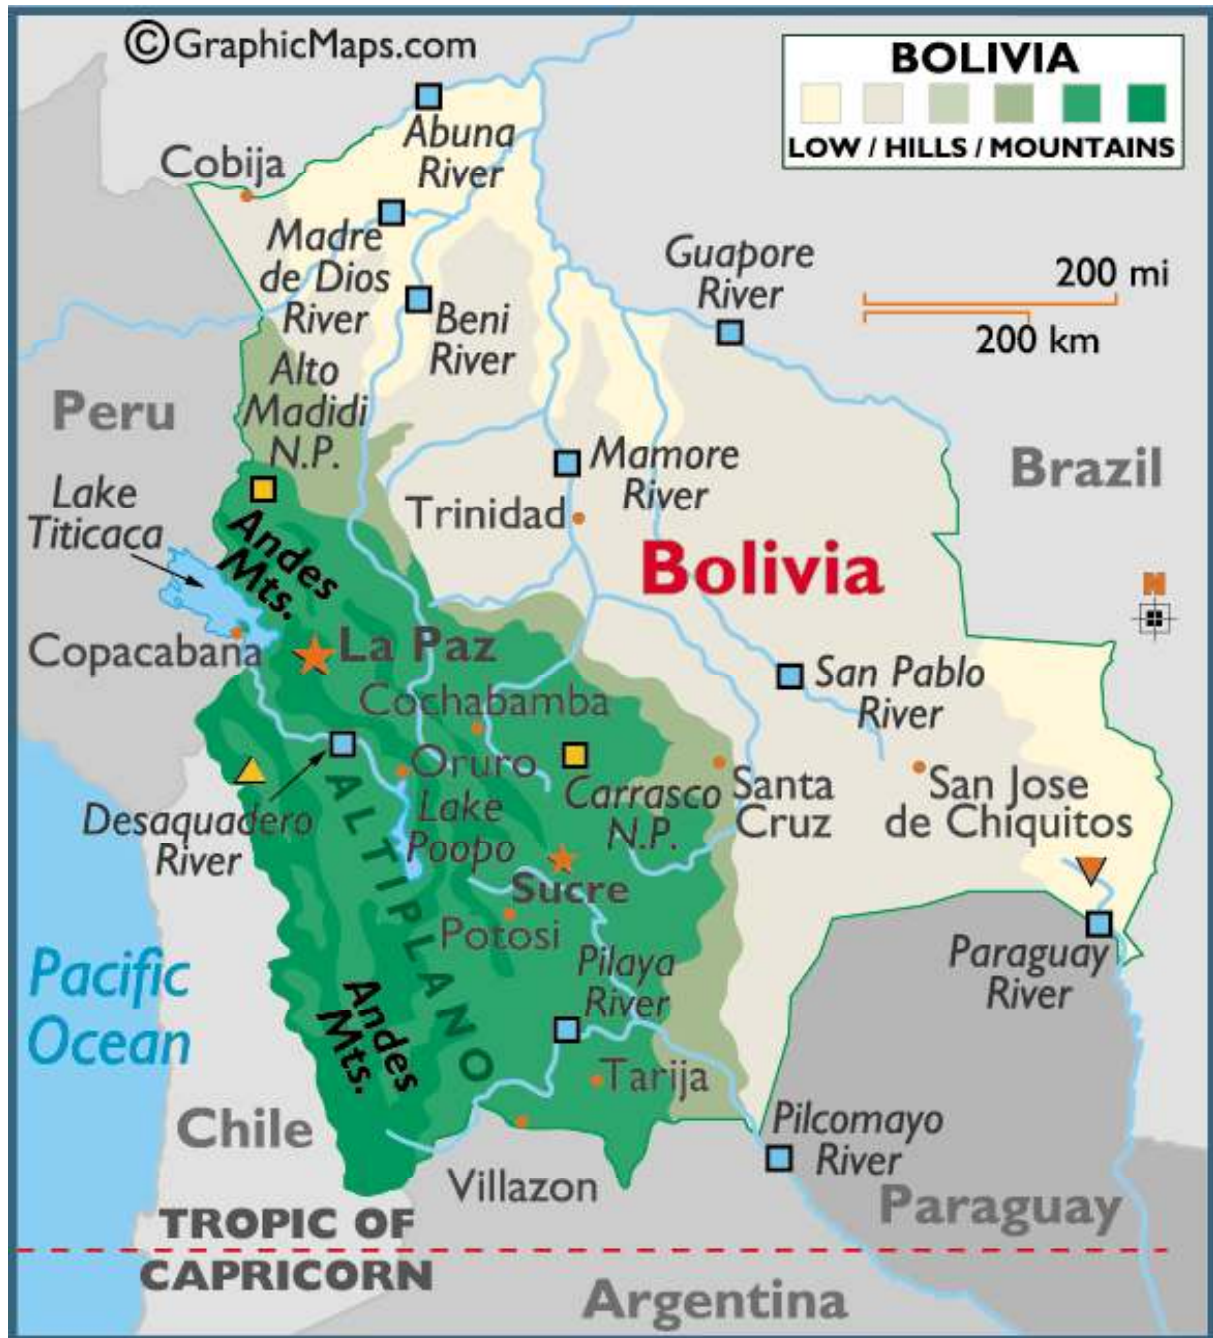 ©GraphicMaps.com
BOLIVIA
LOW / HILLS / MOUNTAINS
Abuna
River
Cobija
Madre
de Dios
River
Guapore
River
200 mi
200 km
Beni
River
Alto
Madidi
N.P.
Peru
Brazil
Mamore
River
Lake
Titicaca
Trinidad
Andes
Mts.
Bolivia
N
Copacabana
La Paz
San Pablo
River
Cochabamba
Oruro
Santa
Cruz
San Jose
de Chiquitos
Carrasco
N.P.
Lake
Poopo
Desaquadero
River
ALTIPLANO
Sucre
Potosi
Pacific
Ocean
Pilaya
River
Paraguay
River
Andes
Mts.
Tarija
Chile
Pilcomayo
River
Villazon
Paraguay
TROPIC OF
CAPRICORN
Argentina